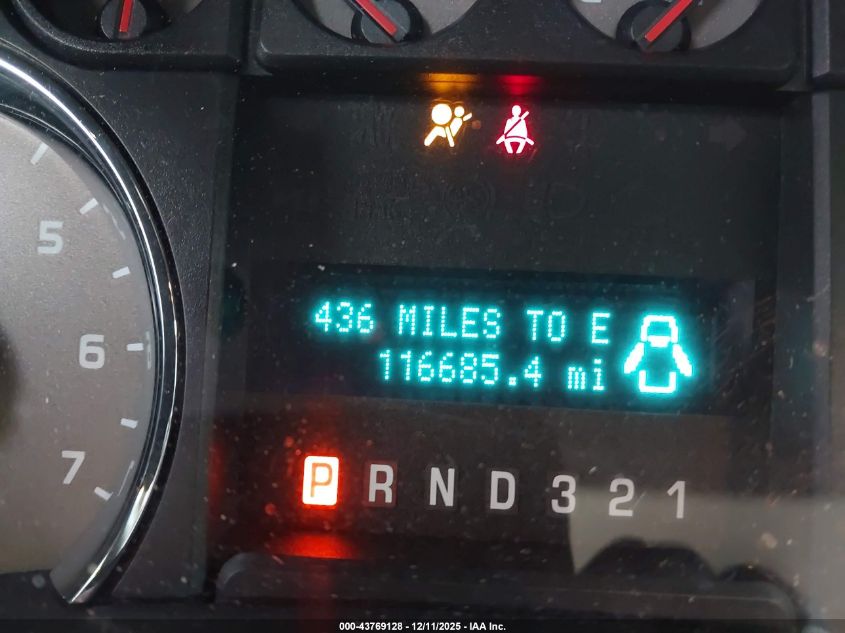 5
6
7
436 MILES TO E
116685.4 mi
P R N D 3 2 1
000-43769128 - 12/11/2025 - IAA Inc.